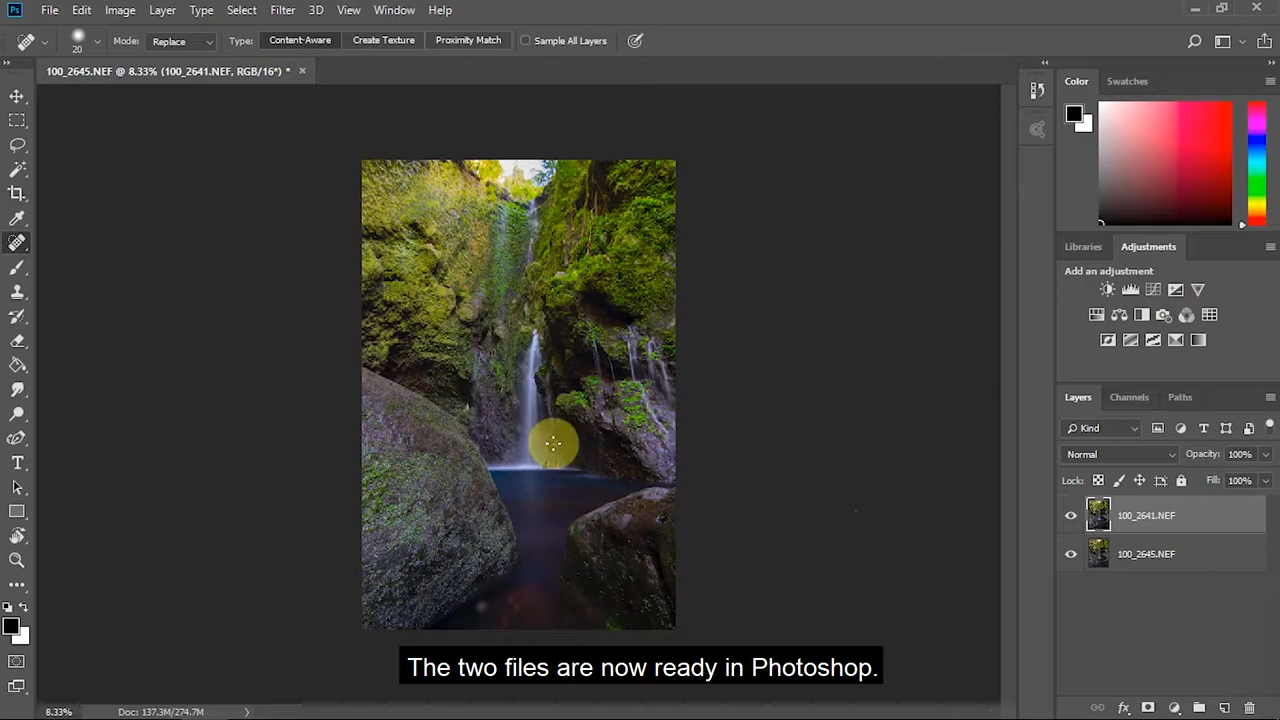 Ps File Edit Image Layer Type Select Filter 3D View Window Help
20 Mode: Replace Type: Content-Aware Create Texture Proximity Match Sample All Layers
100_2645.NEF @ 8.33% (100_2641.NEF, RGB/16*) *
Color Swatches
Libraries Adjustments
Add an adjustment
Layers Channels Paths
Kind
Normal Opacity: 100%
Lock: Fill: 100%
100_2641.NEF
100_2645.NEF
The two files are now ready in Photoshop.
8.33% Doc: 137.3M/274.7M